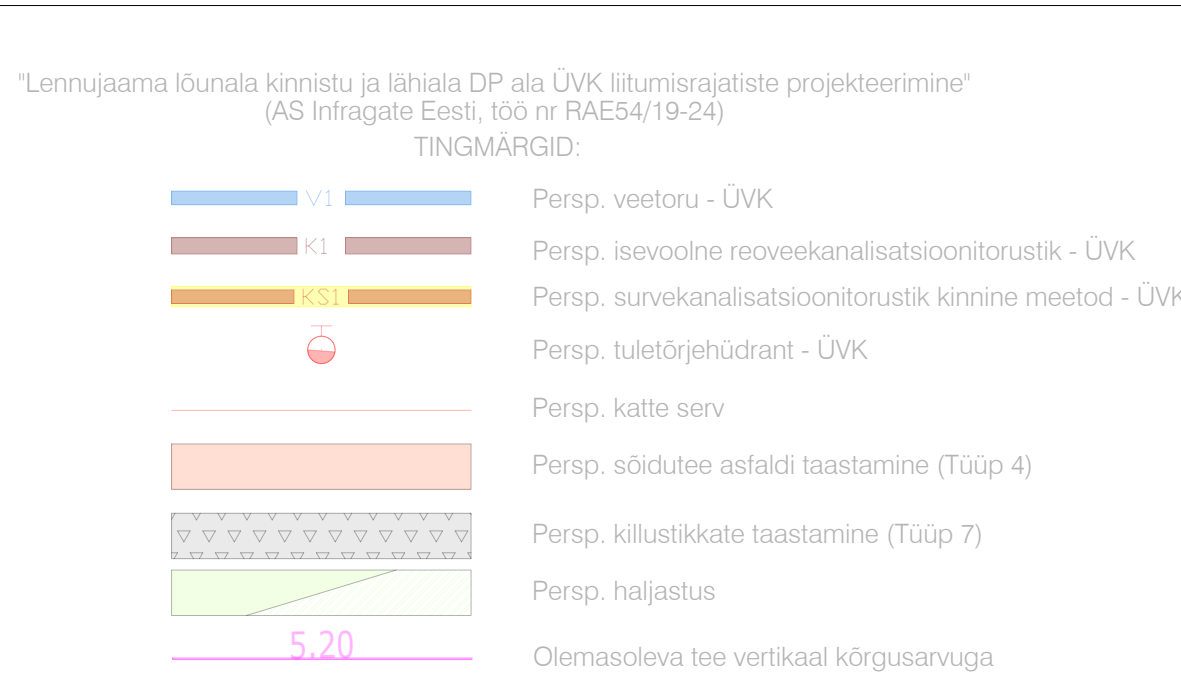 "Lennujaama lõunala kinnistu ja lähiala DP ala ÜVK liitumisrajatiste projekteerimine"
(AS Infragate Eesti, töö nr RAE54/19-24)
TINGMÄRGID:
V1 Persp. veetoru - ÜVK
K1 Persp. isevoolne reoveekanalisatsioonitorustik - ÜVK
KS1 Persp. survekanalisatsioonitorustik kinnine meetod - ÜVK
Persp. tuletõrjehüdrant - ÜVK
Persp. katte serv
Persp. sõidutee asfaldi taastamine (Tüüp 4)
Persp. killustikkate taastamine (Tüüp 7)
Persp. haljastus
5.20 Olemasoleva tee vertikaal kõrgusarvuga